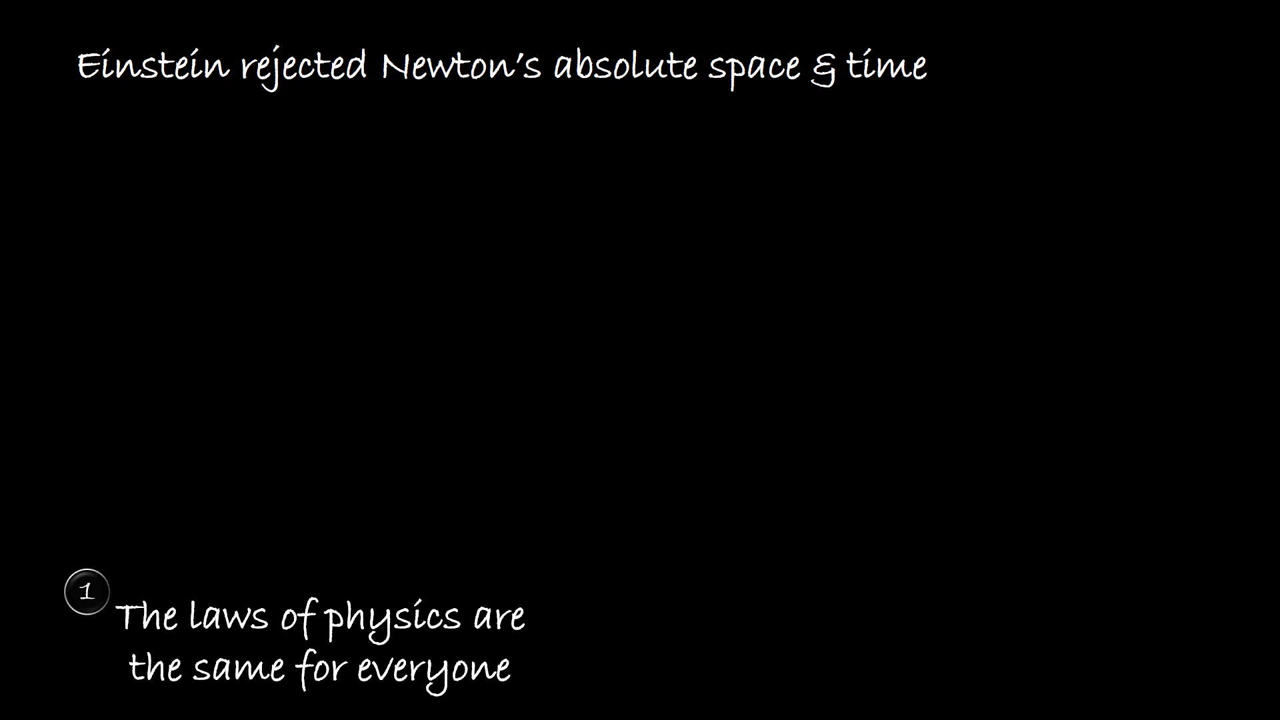 Einstein rejected Newton's absolute space & time
1
The laws of physics are
the same for everyone